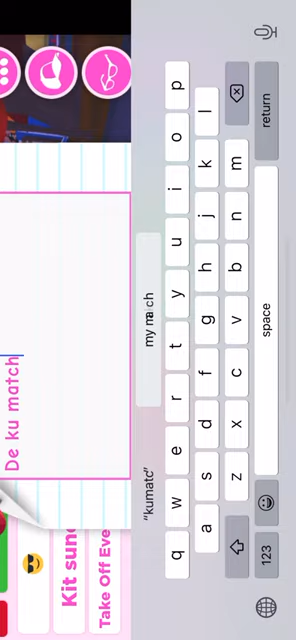 De ku match
😎
Kit sun
Take Off Eve
"kumatc"
my match
q w e r t y u i o p
a s d f g h j k l
z x c v b n m
123
space
return